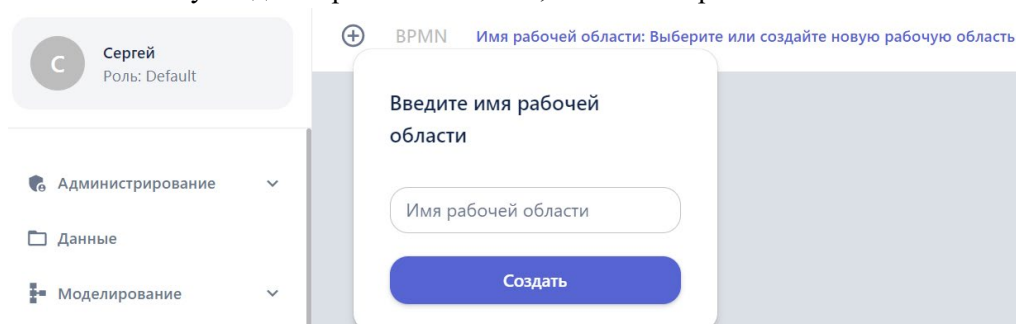 С
Сергей
Роль: Default
Администрирование
Данные
Моделирование
BPMN Имя рабочей области: Выберите или создайте новую рабочую область
Введите имя рабочей
области
Имя рабочей области
Создать